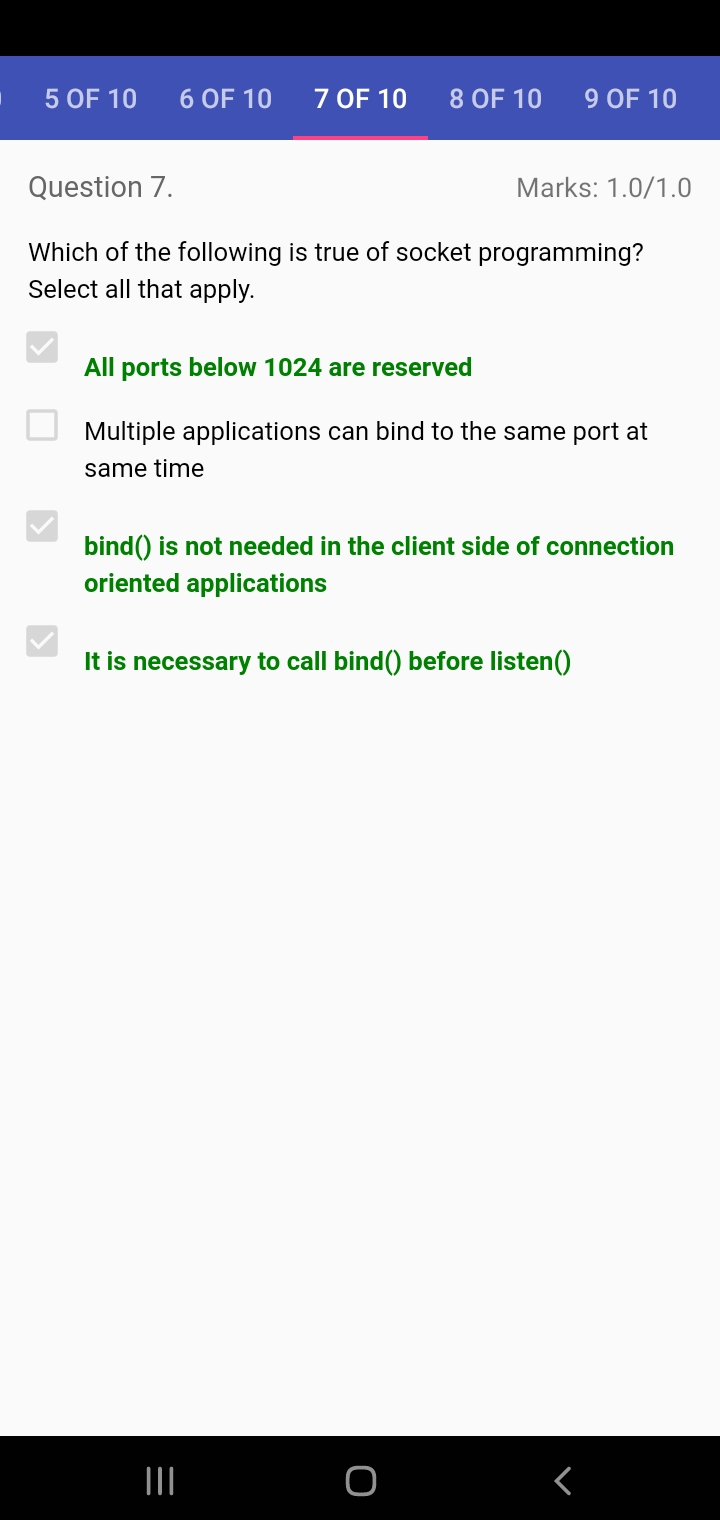 5 OF 10 6 OF 10 7 OF 10 8 OF 10 9 OF 10
Question 7. Marks: 1.0/1.0
Which of the following is true of socket programming?
Select all that apply.
All ports below 1024 are reserved
Multiple applications can bind to the same port at
same time
bind() is not needed in the client side of connection
oriented applications
It is necessary to call bind() before listen()